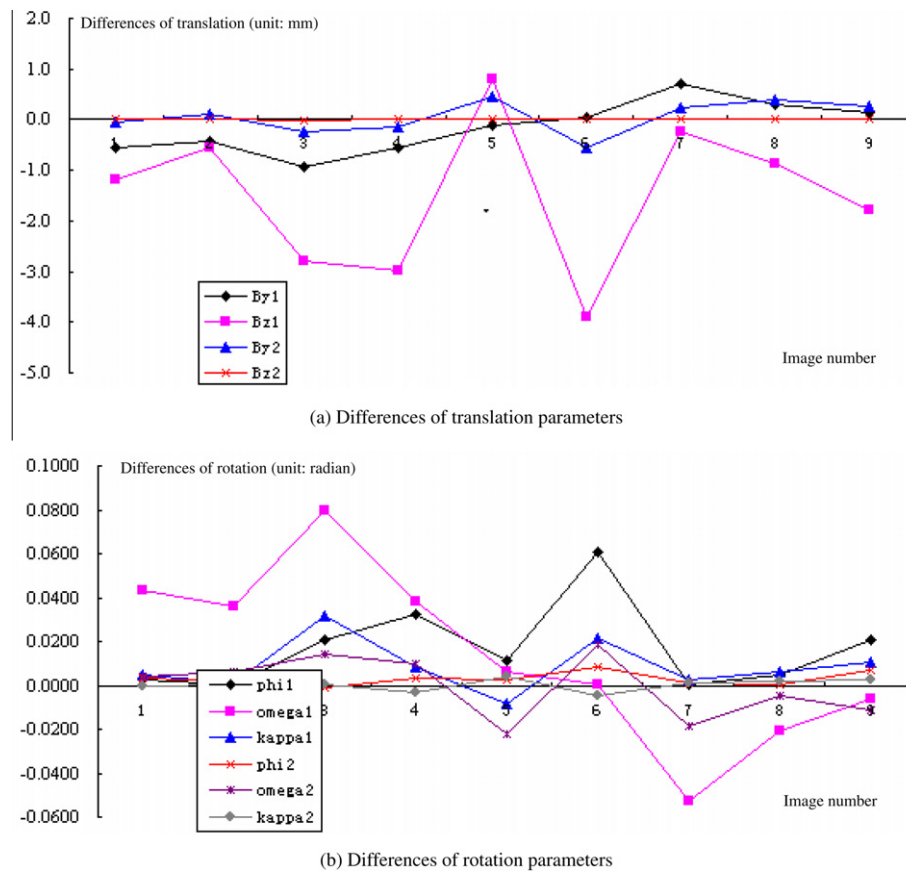 Differences of translation (unit: mm)
2.0
1.0
0.0
-1.0
-2.0
-3.0
-4.0
-5.0
1 2 3 4 5 6 7 8 9
By1
Bz1
By2
Bz2
Image number
(a) Differences of translation parameters
Differences of rotation (unit: radian)
0.1000
0.0800
0.0600
0.0400
0.0200
0.0000
-0.0200
-0.0400
-0.0600
1 3 4 5 6 7 8 9
phi1
omega1
kappa1
phi2
omega2
kappa2
Image number
(b) Differences of rotation parameters